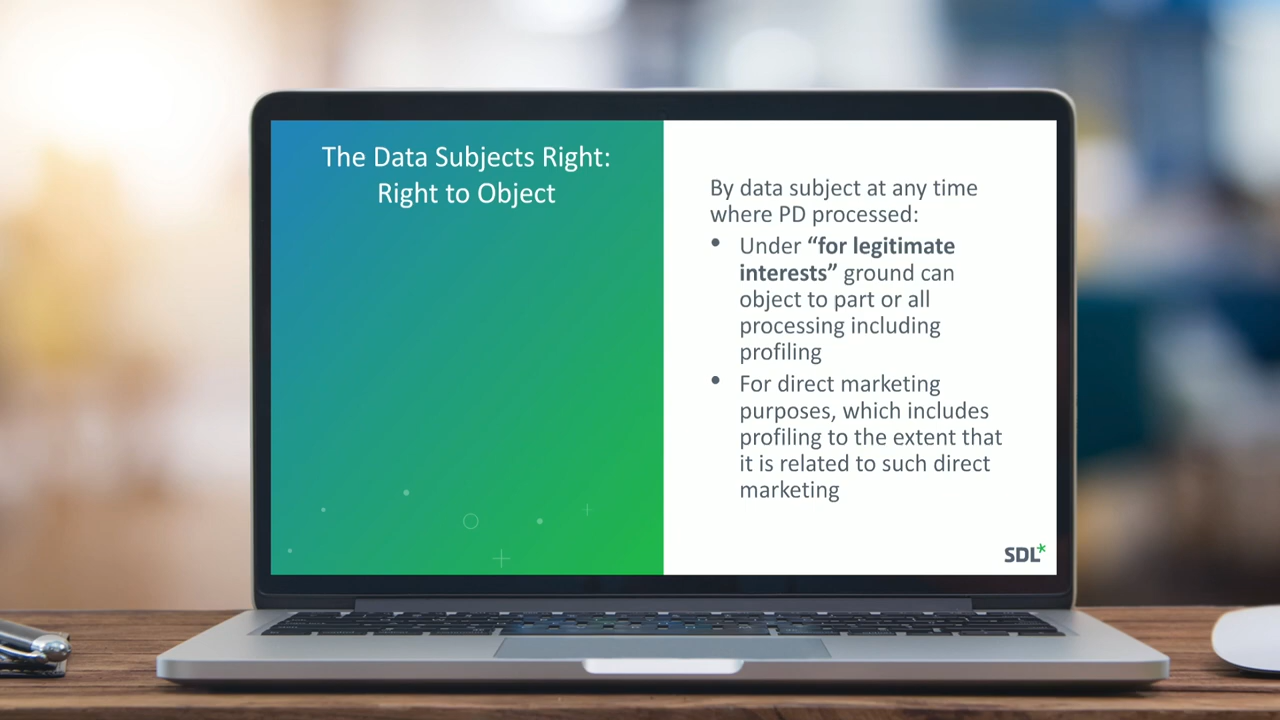 The Data Subjects Right:
Right to Object
By data subject at any time
where PD processed:
• Under “for legitimate
interests” ground can
object to part or all
processing including
profiling
• For direct marketing
purposes, which includes
profiling to the extent that
it is related to such direct
marketing
SDL*